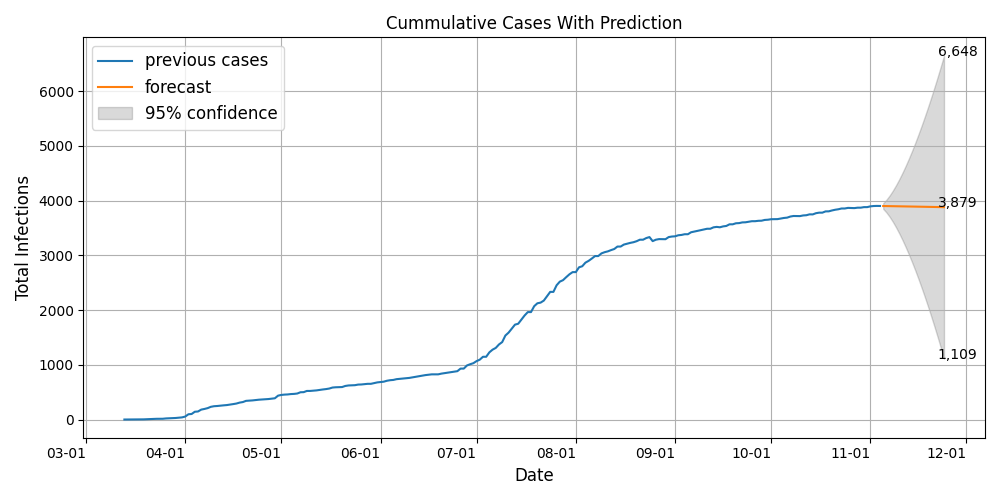 Cummulative Cases With Prediction
previous cases
forecast
95% confidence
6,648
3,879
1,109
Total Infections
6000
5000
4000
3000
2000
1000
0
03-01 04-01 05-01 06-01 07-01 08-01 09-01 10-01 11-01 12-01
Date